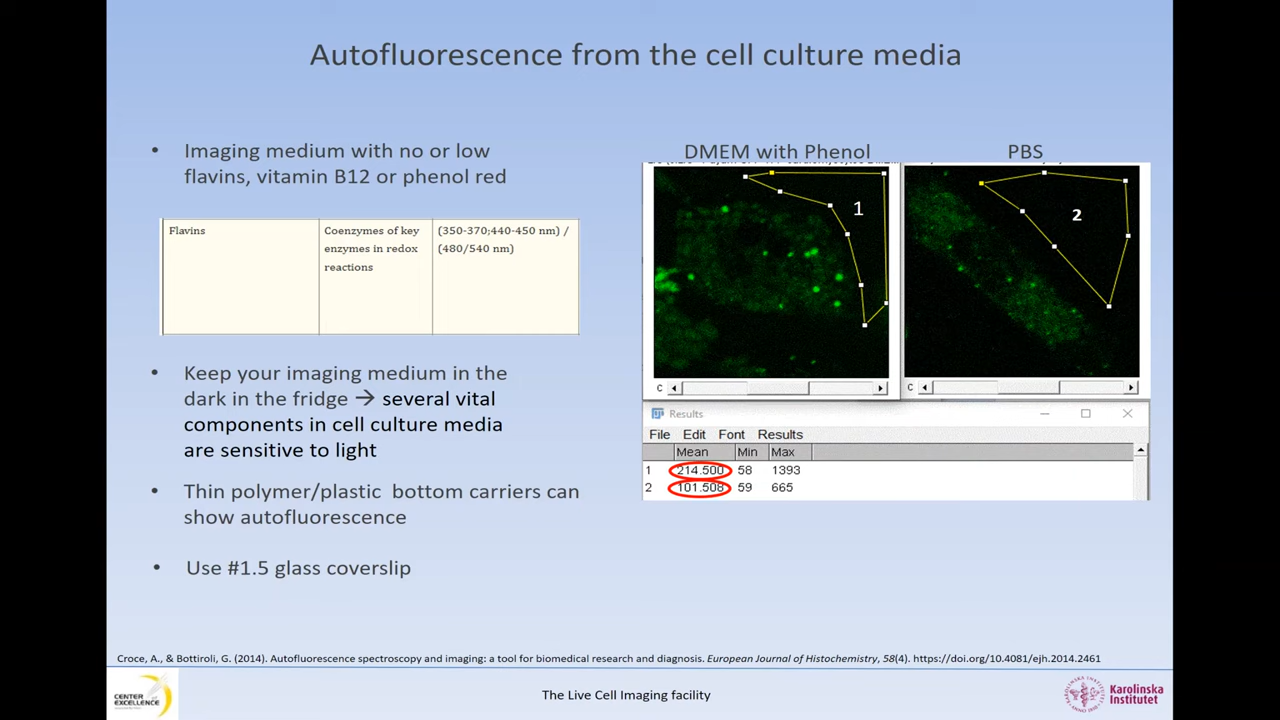 Autofluorescence from the cell culture media
• Imaging medium with no or low
flavins, vitamin B12 or phenol red
Flavins
Coenzymes of key
enzymes in redox
reactions
(350-370;440-450 nm) /
(480/540 nm)
• Keep your imaging medium in the
dark in the fridge → several vital
components in cell culture media
are sensitive to light
• Thin polymer/plastic bottom carriers can
show autofluorescence
• Use #1.5 glass coverslip
DMEM with Phenol
PBS
1
2
C
C
Results
File Edit Font Results
Mean Min Max
1 214.500 58 1393
2 101.508 59 665
Croce, A., & Bottiroli, G. (2014). Autofluorescence spectroscopy and imaging: a tool for biomedical research and diagnosis. European Journal of Histochemistry, 58(4). https://doi.org/10.4081/ejh.2014.2461
CENTER of
EXCELLENCE
The Live Cell Imaging facility
Karolinska
Institutet